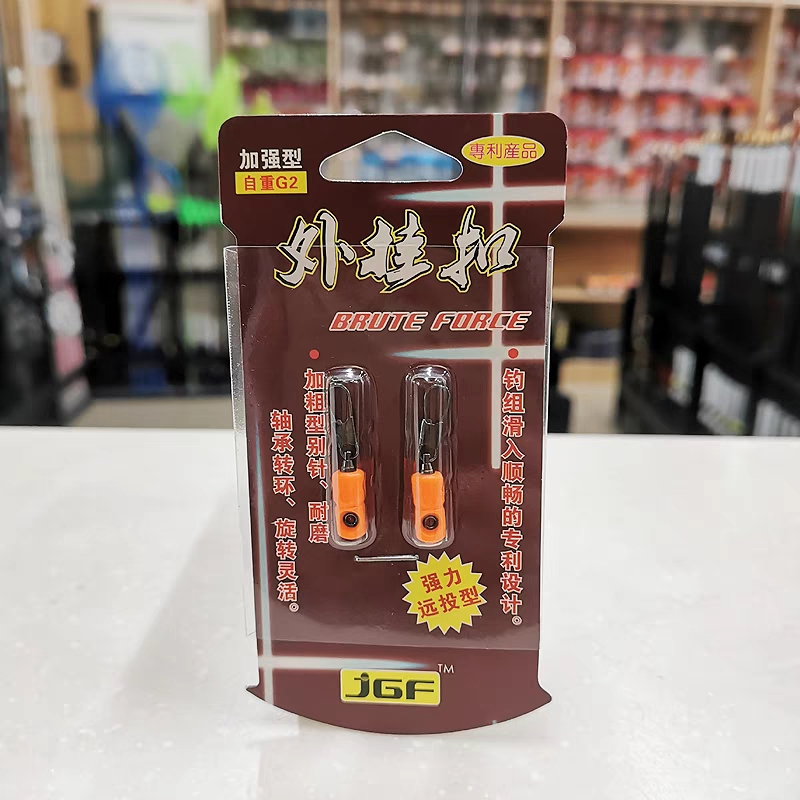 加强型
自重G2
專利産品
外挂扣
BRUTE FORCE
钓组滑入顺畅的专利设计。
加粗型别针、耐磨
轴承转环、旋转灵活。
强力
远投型
JGF TM